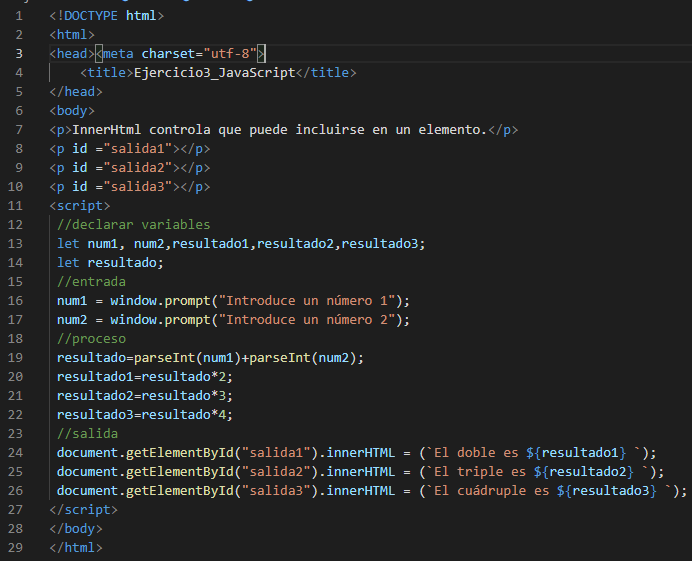 1 <!DOCTYPE html>
2 <html>
3 <head><meta charset="utf-8">
4     <title>Ejercicio3_JavaScript</title>
5 </head>
6 <body>
7 <p>InnerHtml controla que puede incluirse en un elemento.</p>
8 <p id ="salida1"></p>
9 <p id ="salida2"></p>
10 <p id ="salida3"></p>
11 <script>
12  //declarar variables
13  let num1, num2,resultado1,resultado2,resultado3;
14  let resultado;
15  //entrada
16  num1 = window.prompt("Introduce un número 1");
17  num2 = window.prompt("Introduce un número 2");
18  //proceso
19  resultado=parseInt(num1)+parseInt(num2);
20  resultado1=resultado*2;
21  resultado2=resultado*3;
22  resultado3=resultado*4;
23  //salida
24  document.getElementById("salida1").innerHTML = (`El doble es ${resultado1} `);
25  document.getElementById("salida2").innerHTML = (`El triple es ${resultado2} `);
26  document.getElementById("salida3").innerHTML = (`El cuádruple es ${resultado3} `);
27 </script>
28 </body>
29 </html>